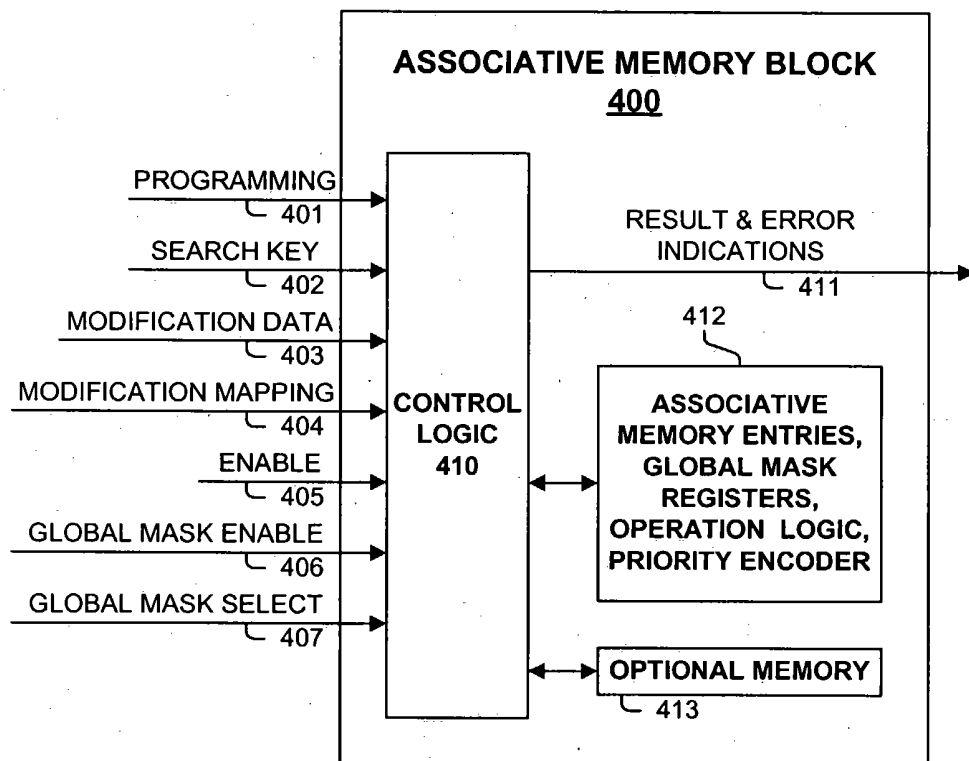 ASSOCIATIVE MEMORY BLOCK
400
PROGRAMMING
401
SEARCH KEY
402
MODIFICATION DATA
403
MODIFICATION MAPPING
404
ENABLE
405
GLOBAL MASK ENABLE
406
GLOBAL MASK SELECT
407
CONTROL
LOGIC
410
RESULT & ERROR
INDICATIONS
411
412
ASSOCIATIVE
MEMORY ENTRIES,
GLOBAL MASK
REGISTERS,
OPERATION LOGIC,
PRIORITY ENCODER
OPTIONAL MEMORY
413